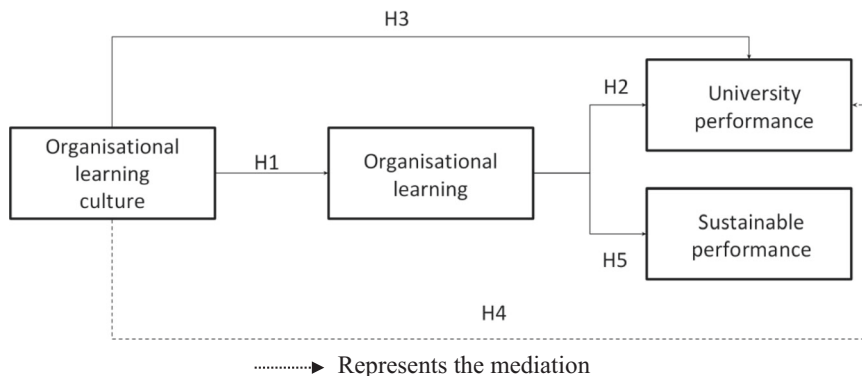 H3
H2
University
performance
Organisational
learning
culture
H1
Organisational
learning
Sustainable
performance
H5
H4
Represents the mediation